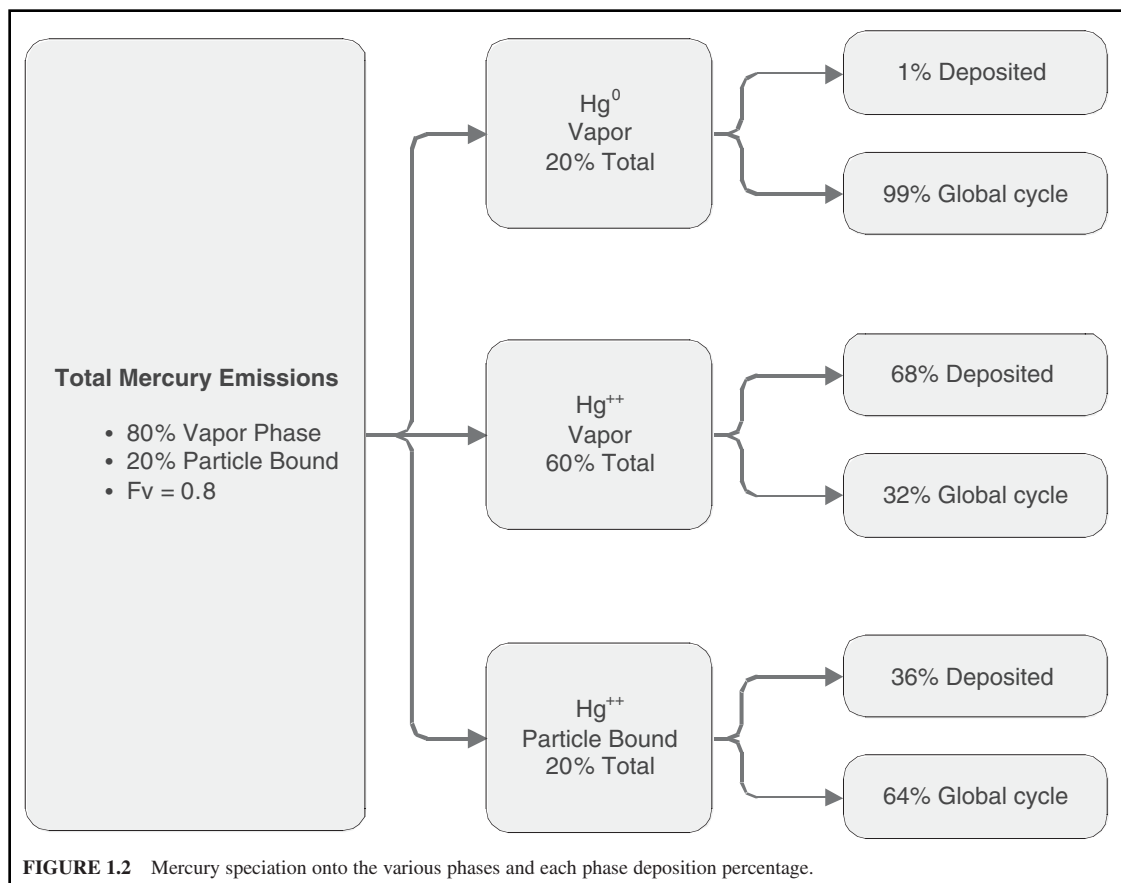 Total Mercury Emissions
• 80% Vapor Phase
• 20% Particle Bound
• Fv = 0.8
Hg⁰
Vapor
20% Total
1% Deposited
99% Global cycle
Hg⁺⁺
Vapor
60% Total
68% Deposited
32% Global cycle
Hg⁺⁺
Particle Bound
20% Total
36% Deposited
64% Global cycle
FIGURE 1.2 Mercury speciation onto the various phases and each phase deposition percentage.